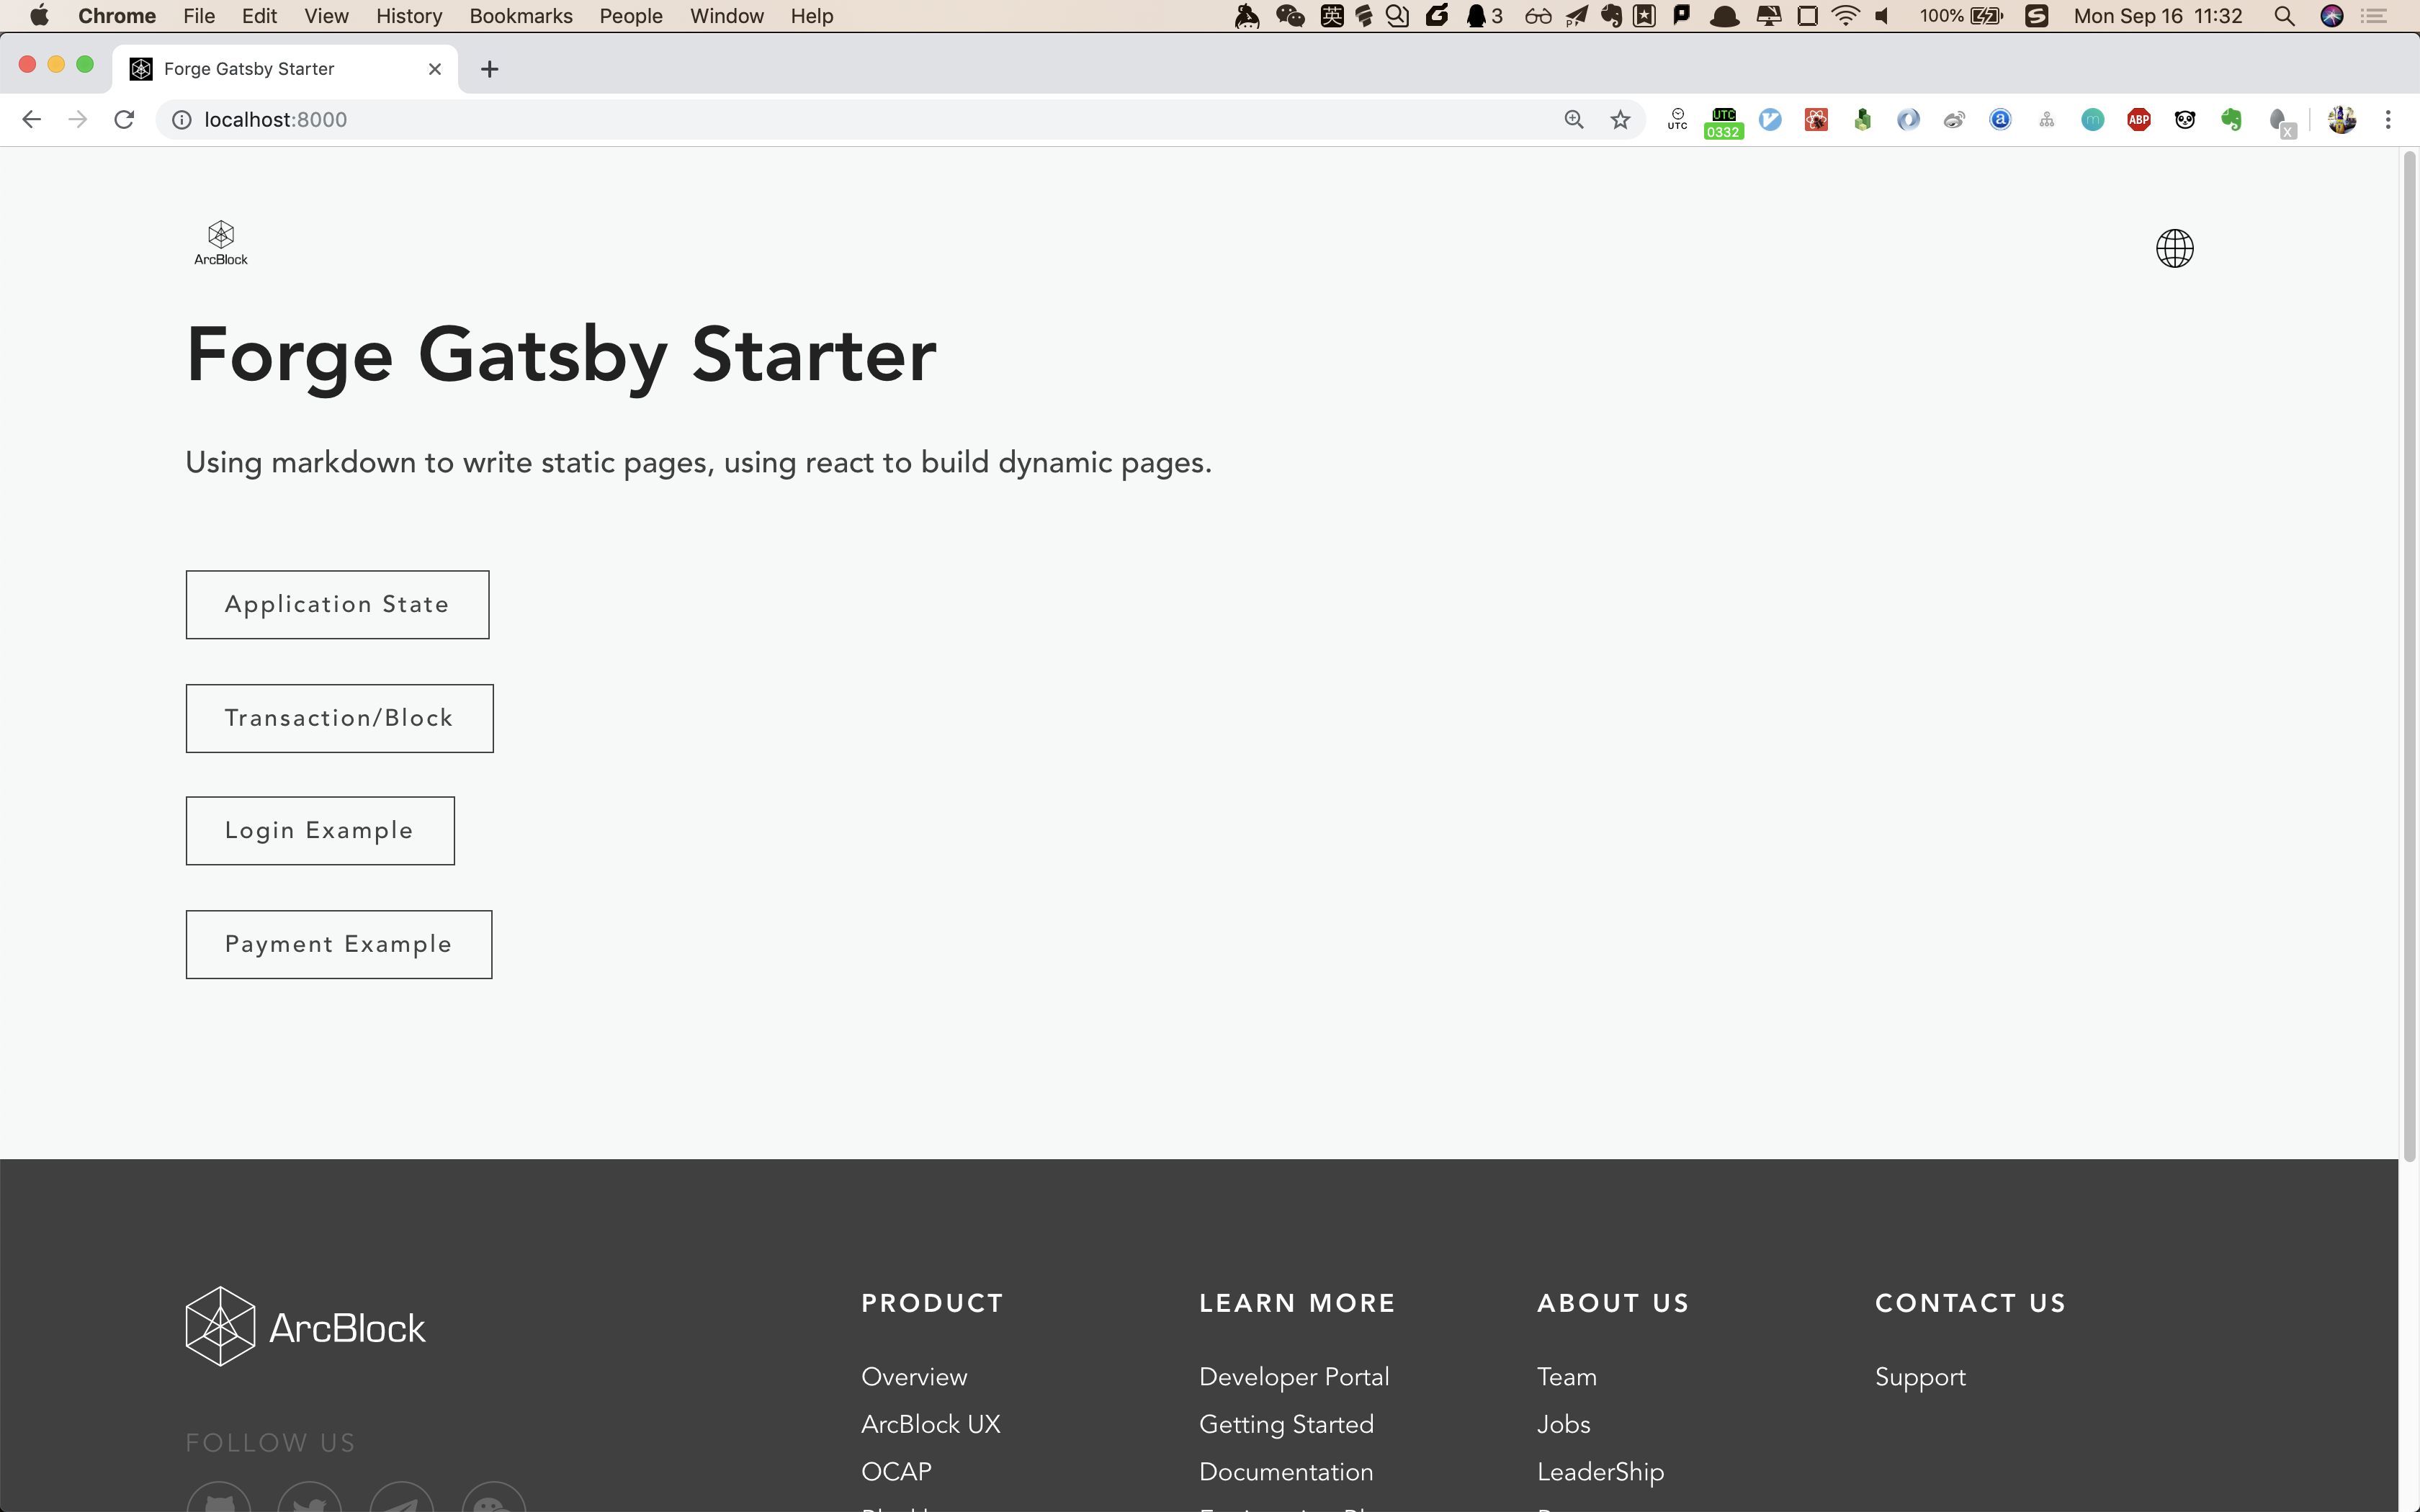 Chrome File Edit View History Bookmarks People Window Help 英 3 100% Mon Sep 16 11:32
Forge Gatsby Starter
localhost:8000 UTC UTC 0332 ABP x
ArcBlock
Forge Gatsby Starter
Using markdown to write static pages, using react to build dynamic pages.
Application State
Transaction/Block
Login Example
Payment Example
ArcBlock
PRODUCT LEARN MORE ABOUT US CONTACT US
Overview Developer Portal Team Support
ArcBlock UX Getting Started Jobs
FOLLOW US
OCAP Documentation LeaderShip